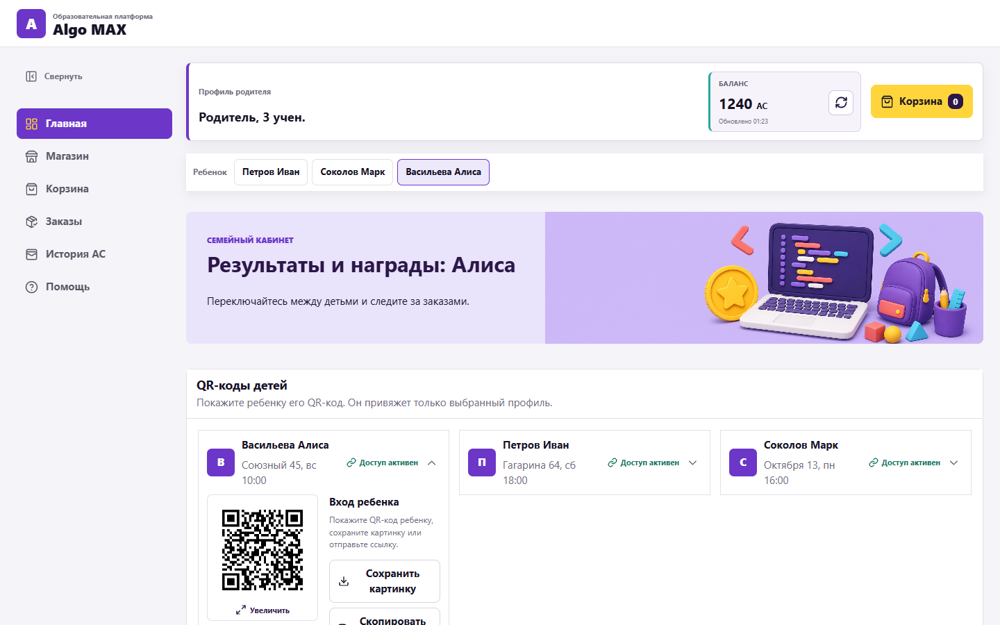 A
Образовательная платформа
Algo MAX
Свернуть
Главная
Магазин
Корзина
Заказы
История АС
Помощь
Профиль родителя
Родитель, 3 учен.
БАЛАНС
1240 АС
Обновлено 01:23
Корзина 0
Ребенок
Петров Иван
Соколов Марк
Васильева Алиса
СЕМЕЙНЫЙ КАБИНЕТ
Результаты и награды: Алиса
Переключайтесь между детьми и следите за заказами.
QR-коды детей
Покажите ребенку его QR-код. Он привяжет только выбранный профиль.
В
Васильева Алиса
Союзный 45, вс
10:00
Доступ активен
П
Петров Иван
Гагарина 64, сб
18:00
Доступ активен
С
Соколов Марк
Октября 13, пн
16:00
Доступ активен
Увеличить
Вход ребенка
Покажите QR-код ребенку,
сохраните картинку или
отправьте ссылку.
Сохранить
картинку
Скопировать